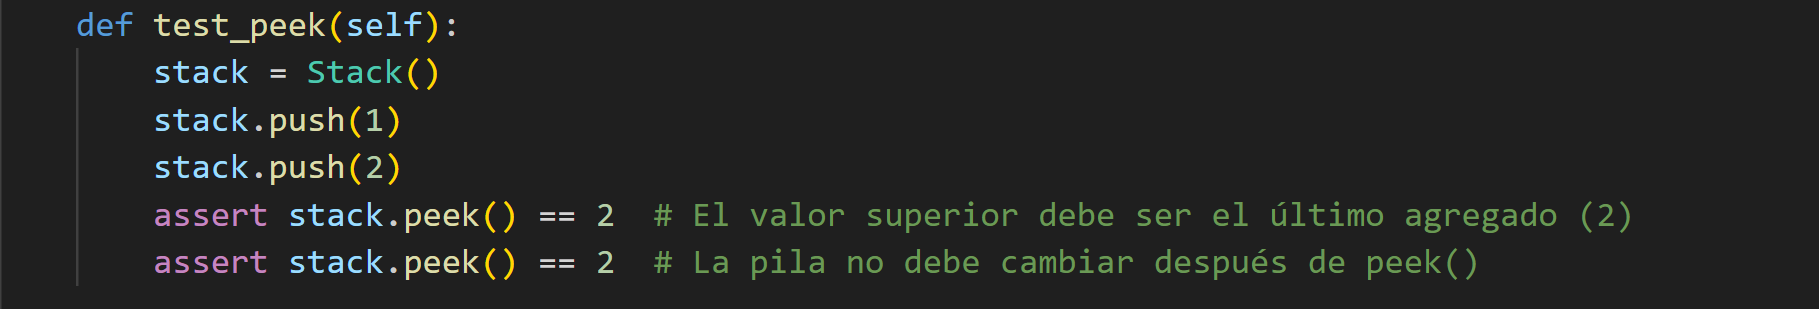 def test_peek(self):
    stack = Stack()
    stack.push(1)
    stack.push(2)
    assert stack.peek() == 2  # El valor superior debe ser el último agregado (2)
    assert stack.peek() == 2  # La pila no debe cambiar después de peek()